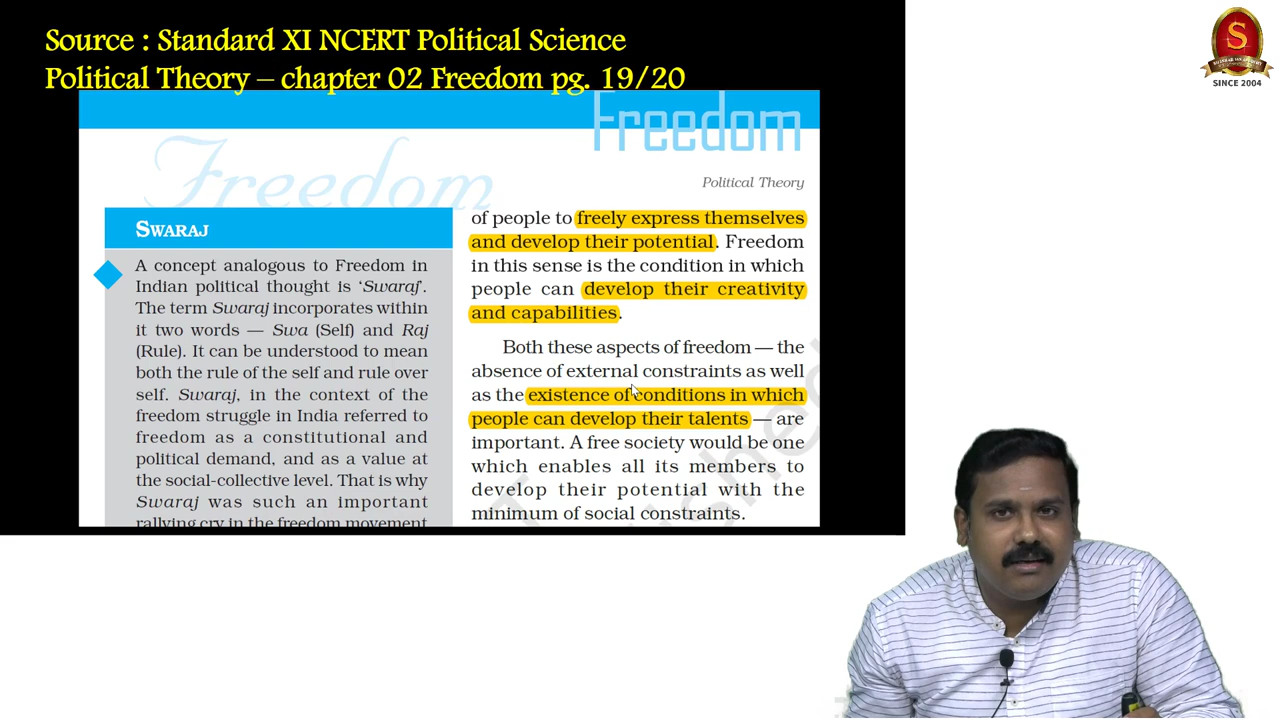 Source : Standard XI NCERT Political Science
Political Theory – chapter 02 Freedom pg. 19/20
SINCE 2004
Freedom
Freedom
Political Theory
SWARAJ
A concept analogous to Freedom in
Indian political thought is ‘Swaraj’.
The term Swaraj incorporates within
it two words — Swa (Self) and Raj
(Rule). It can be understood to mean
both the rule of the self and rule over
self. Swaraj, in the context of the
freedom struggle in India referred to
freedom as a constitutional and
political demand, and as a value at
the social-collective level. That is why
Swaraj was such an important
rallying cry in the freedom movement
of people to freely express themselves
and develop their potential. Freedom
in this sense is the condition in which
people can develop their creativity
and capabilities.
Both these aspects of freedom — the
absence of external constraints as well
as the existence of conditions in which
people can develop their talents — are
important. A free society would be one
which enables all its members to
develop their potential with the
minimum of social constraints.